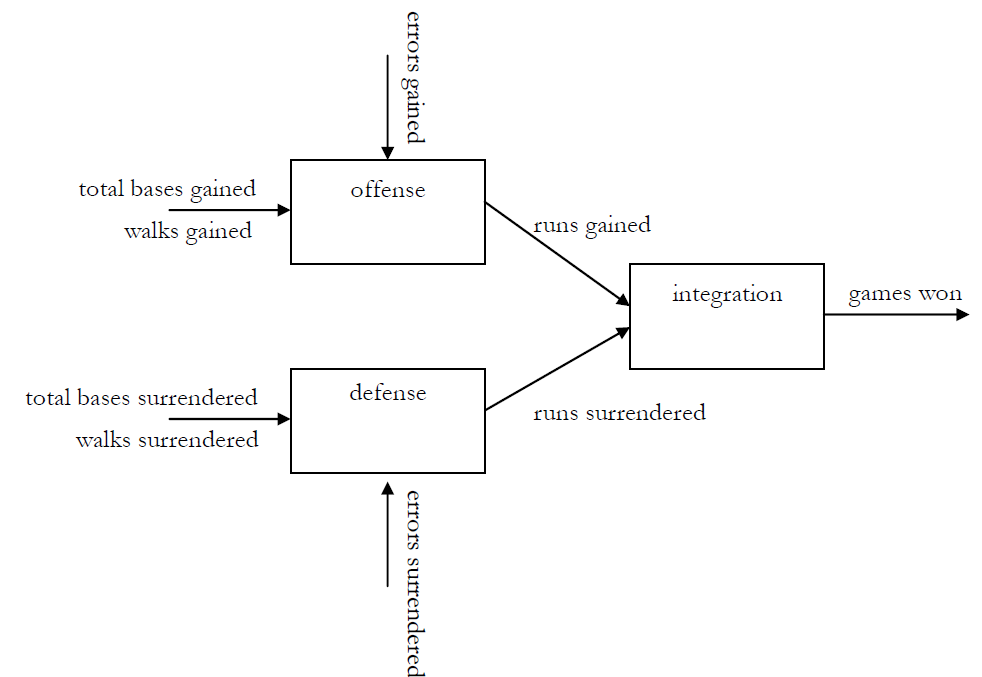 errors gained
total bases gained
offense
walks gained
runs gained
integration
games won
total bases surrendered
defense
walks surrendered
runs surrendered
errors surrendered